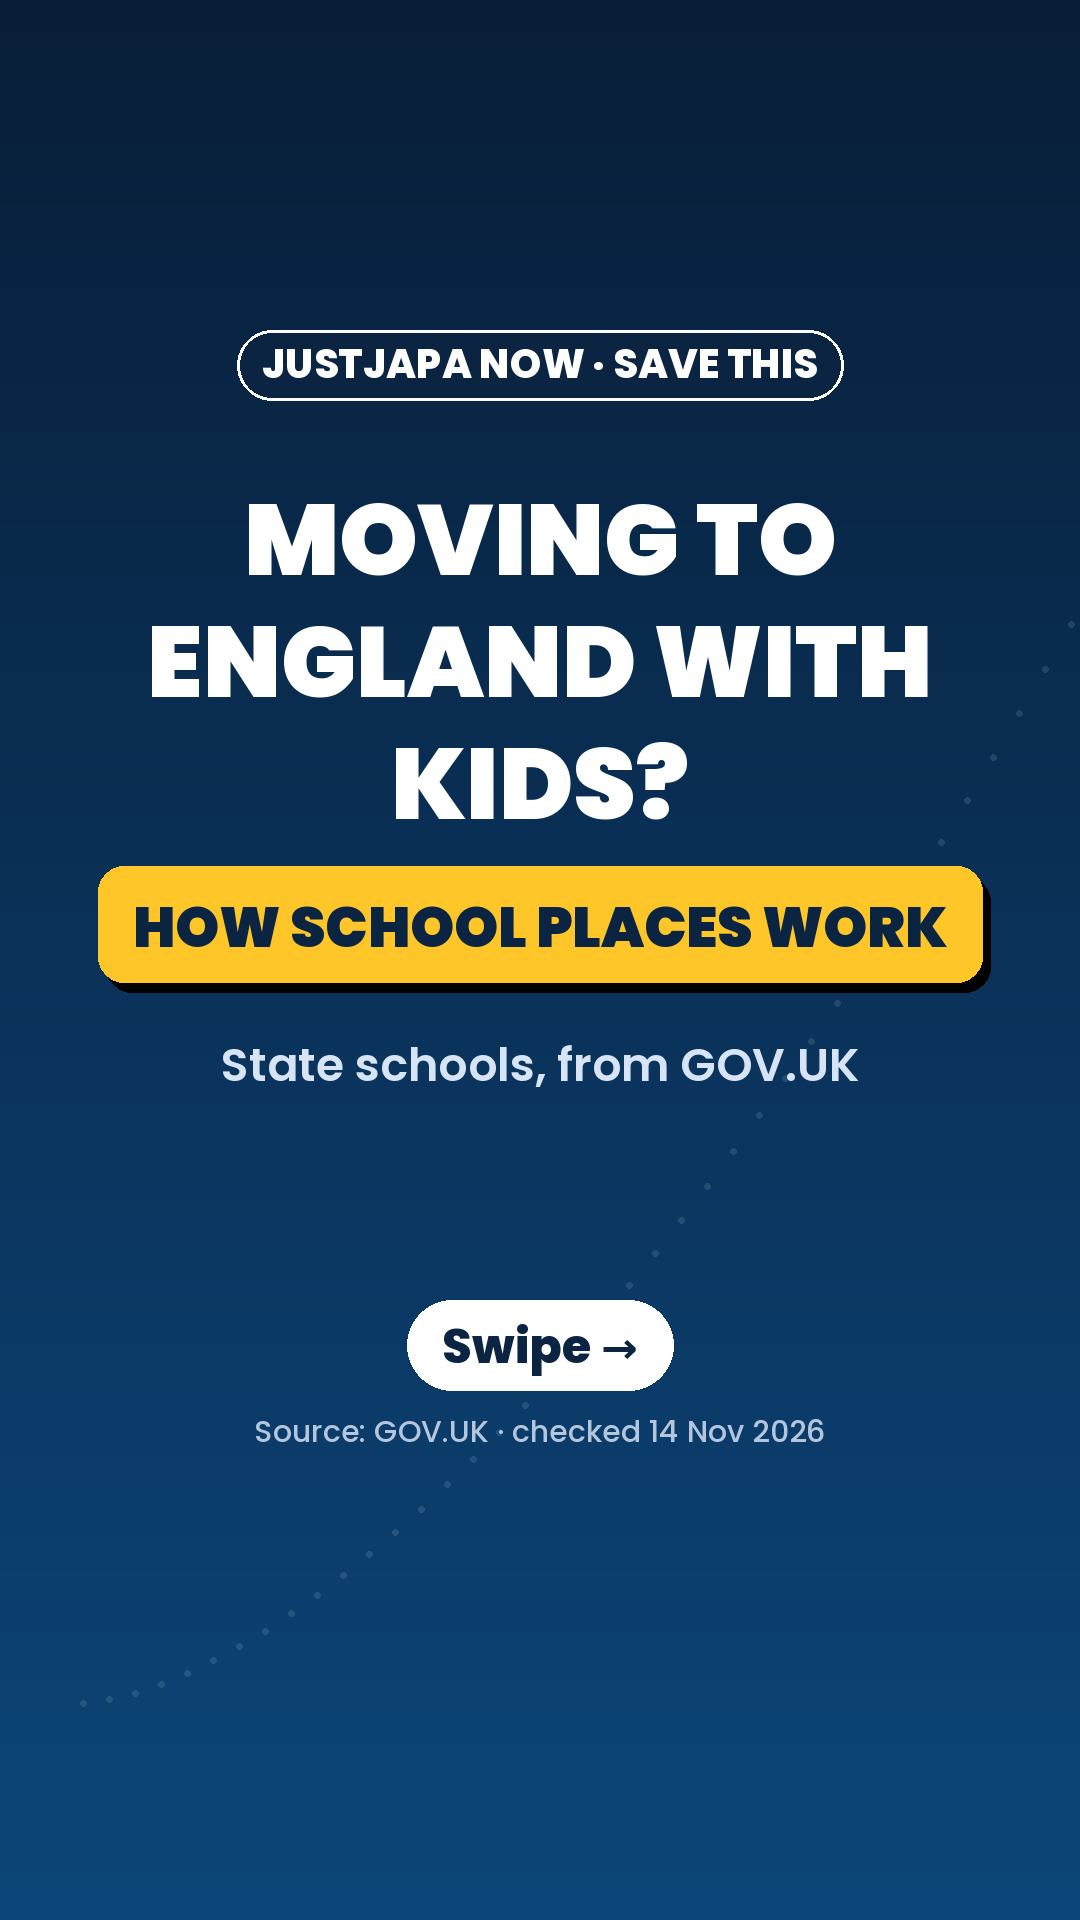 JUSTJAPA NOW · SAVE THIS
MOVING TO
ENGLAND WITH
KIDS?
HOW SCHOOL PLACES WORK
State schools, from GOV.UK
Swipe →
Source: GOV.UK · checked 14 Nov 2026